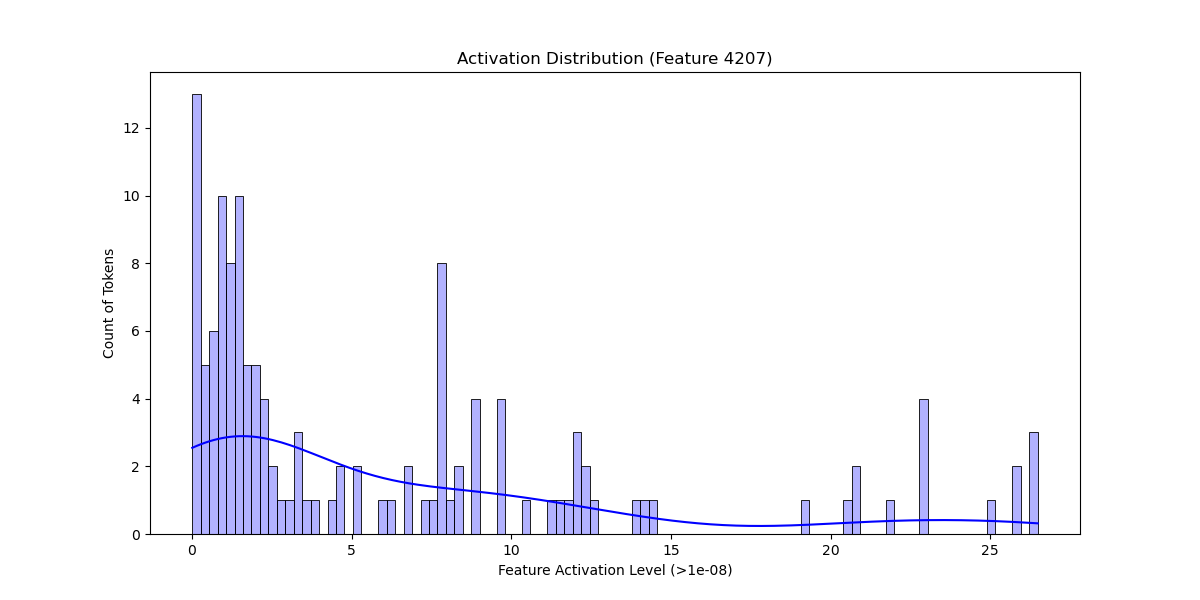 Activation Distribution (Feature 4207)
Count of Tokens
12
10
8
6
4
2
0
0 5 10 15 20 25
Feature Activation Level (>1e-08)